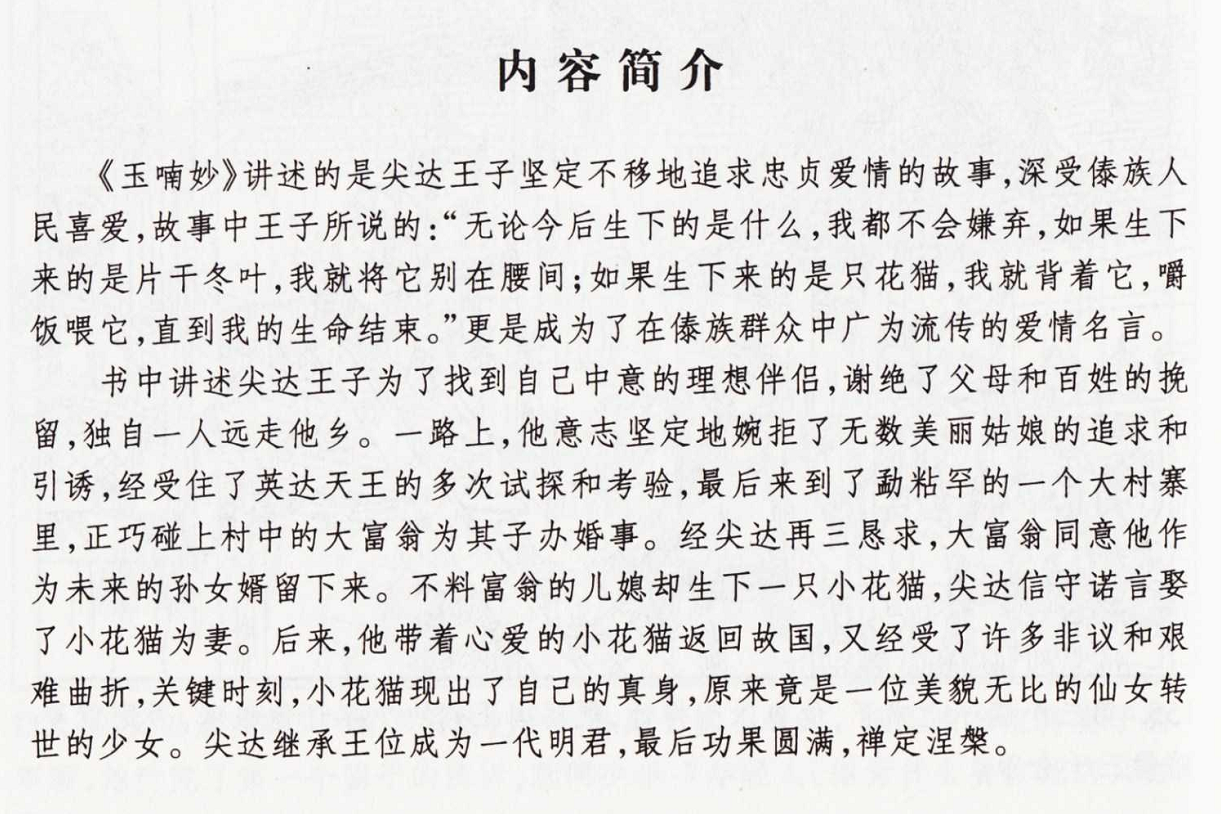 内容简介
《玉喃妙》讲述的是尖达王子坚定不移地追求忠贞爱情的故事,深受傣族人
民喜爱,故事中王子所说的:“无论今后生下的是什么,我都不会嫌弃,如果生下
来的是片干冬叶,我就将它别在腰间;如果生下来的是只花猫,我就背着它,嚼
饭喂它,直到我的生命结束。”更是成为了在傣族群众中广为流传的爱情名言。
书中讲述尖达王子为了找到自己中意的理想伴侣,谢绝了父母和百姓的挽
留,独自一人远走他乡。一路上,他意志坚定地婉拒了无数美丽姑娘的追求和
引诱,经受住了英达天王的多次试探和考验,最后来到了勐粘罕的一个大村寨
里,正巧碰上村中的大富翁为其子办婚事。经尖达再三恳求,大富翁同意他作
为未来的孙女婿留下来。不料富翁的儿媳却生下一只小花猫,尖达信守诺言娶
了小花猫为妻。后来,他带着心爱的小花猫返回故国,又经受了许多非议和艰
难曲折,关键时刻,小花猫现出了自己的真身,原来竟是一位美貌无比的仙女转
世的少女。尖达继承王位成为一代明君,最后功果圆满,禅定涅槃。